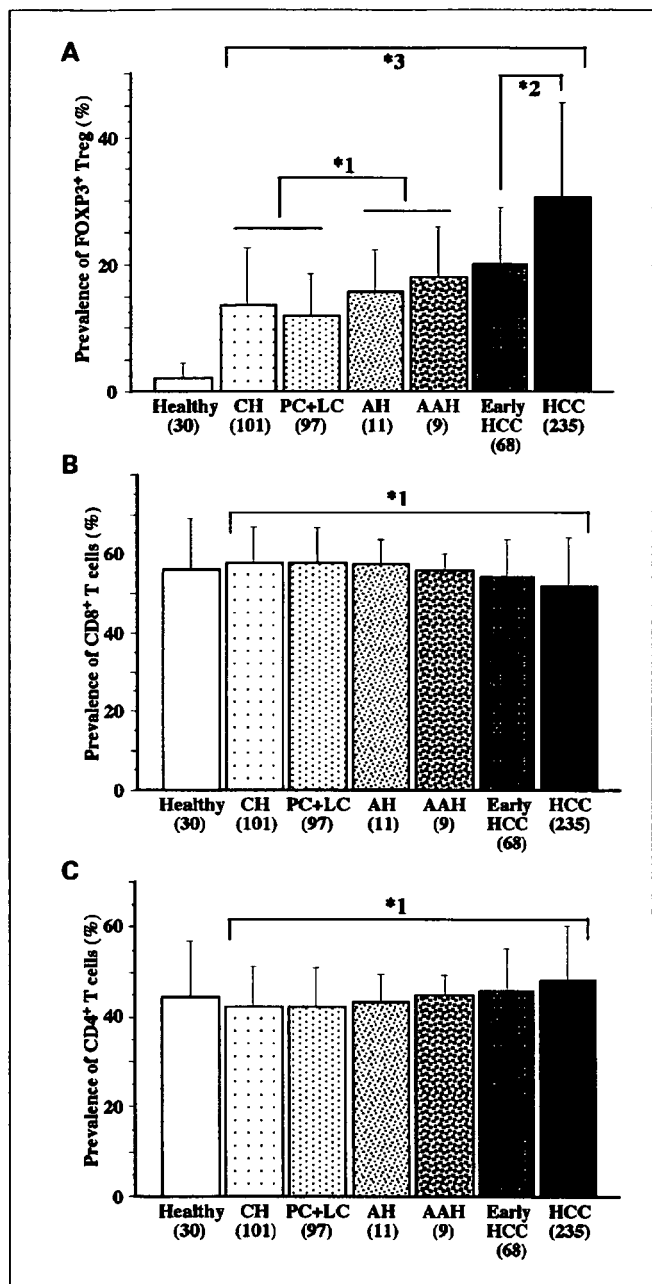 A
*3
*2
*1
Prevalence of FOXP3+ Treg (%)
40
20
0
Healthy CH PC+LC AH AAH Early HCC HCC
(30) (101) (97) (11) (9) (68) (235)
B
*1
Prevalence of CD8+ T cells (%)
60
40
20
0
Healthy CH PC+LC AH AAH Early HCC HCC
(30) (101) (97) (11) (9) (68) (235)
C
*1
Prevalence of CD4+ T cells (%)
60
40
20
0
Healthy CH PC+LC AH AAH Early HCC HCC
(30) (101) (97) (11) (9) (68) (235)